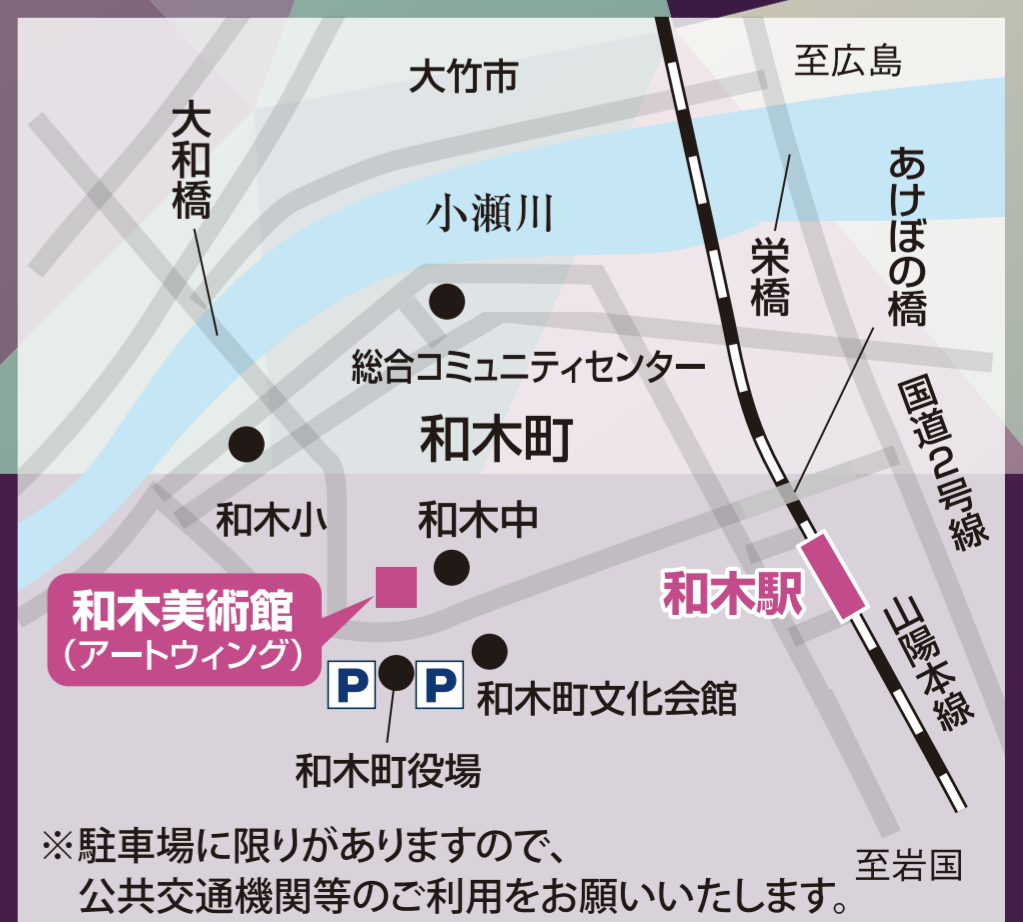 大竹市
至広島
大和橋
小瀬川
あけぼの橋
栄橋
総合コミュニティセンター
国道2号線
和木町
和木小
和木中
和木美術館
（アートウィング）
和木駅
山陽本線
P
P
和木町文化会館
和木町役場
※駐車場に限りがありますので、
公共交通機関等のご利用をお願いいたします。
至岩国